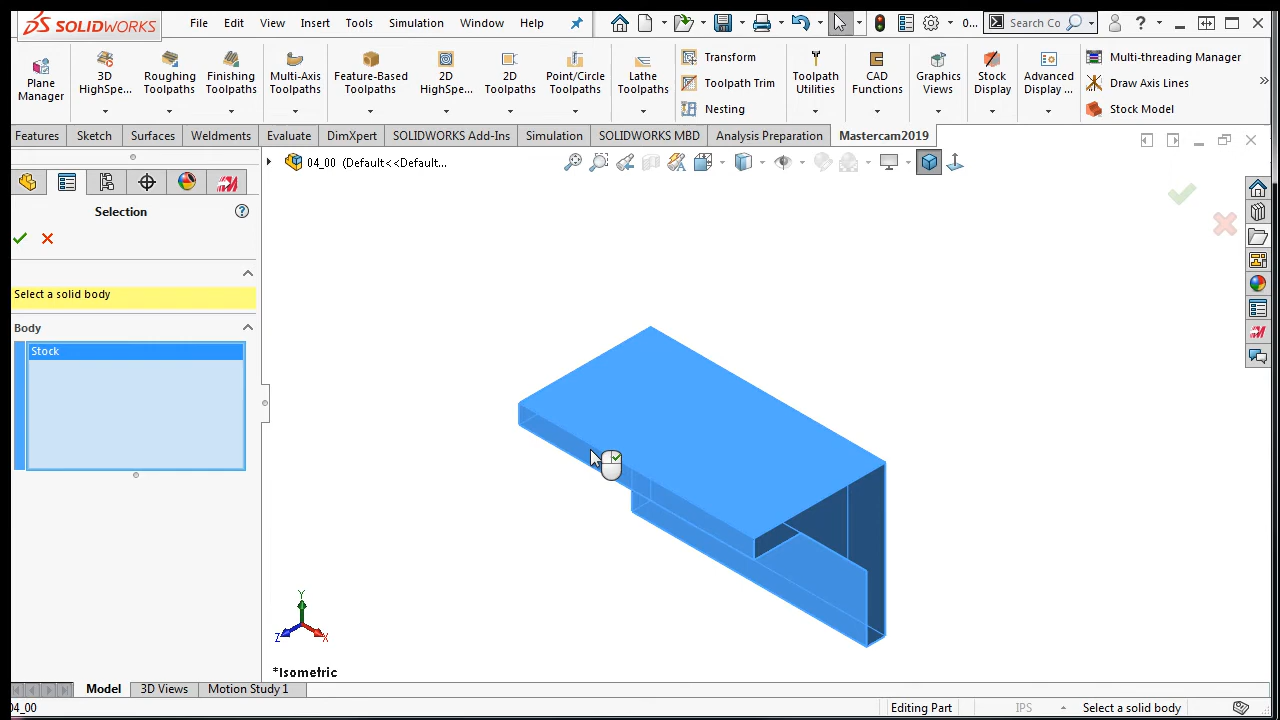 SOLIDWORKS File Edit View Insert Tools Simulation Window Help 0... Search Co ?
Plane Manager
3D HighSpe...
Roughing Toolpaths
Finishing Toolpaths
Multi-Axis Toolpaths
Feature-Based Toolpaths
2D HighSpe...
2D Toolpaths
Point/Circle Toolpaths
Lathe Toolpaths
Transform
Toolpath Trim
Nesting
Toolpath Utilities
CAD Functions
Graphics Views
Stock Display
Advanced Display ...
Multi-threading Manager
Draw Axis Lines
Stock Model
Features Sketch Surfaces Weldments Evaluate DimXpert SOLIDWORKS Add-Ins Simulation SOLIDWORKS MBD Analysis Preparation Mastercam2019
04_00 (Default<<Default...
Selection
Select a solid body
Body
Stock
Y
Z
X
*Isometric
Model 3D Views Motion Study 1
04_00 Editing Part IPS Select a solid body